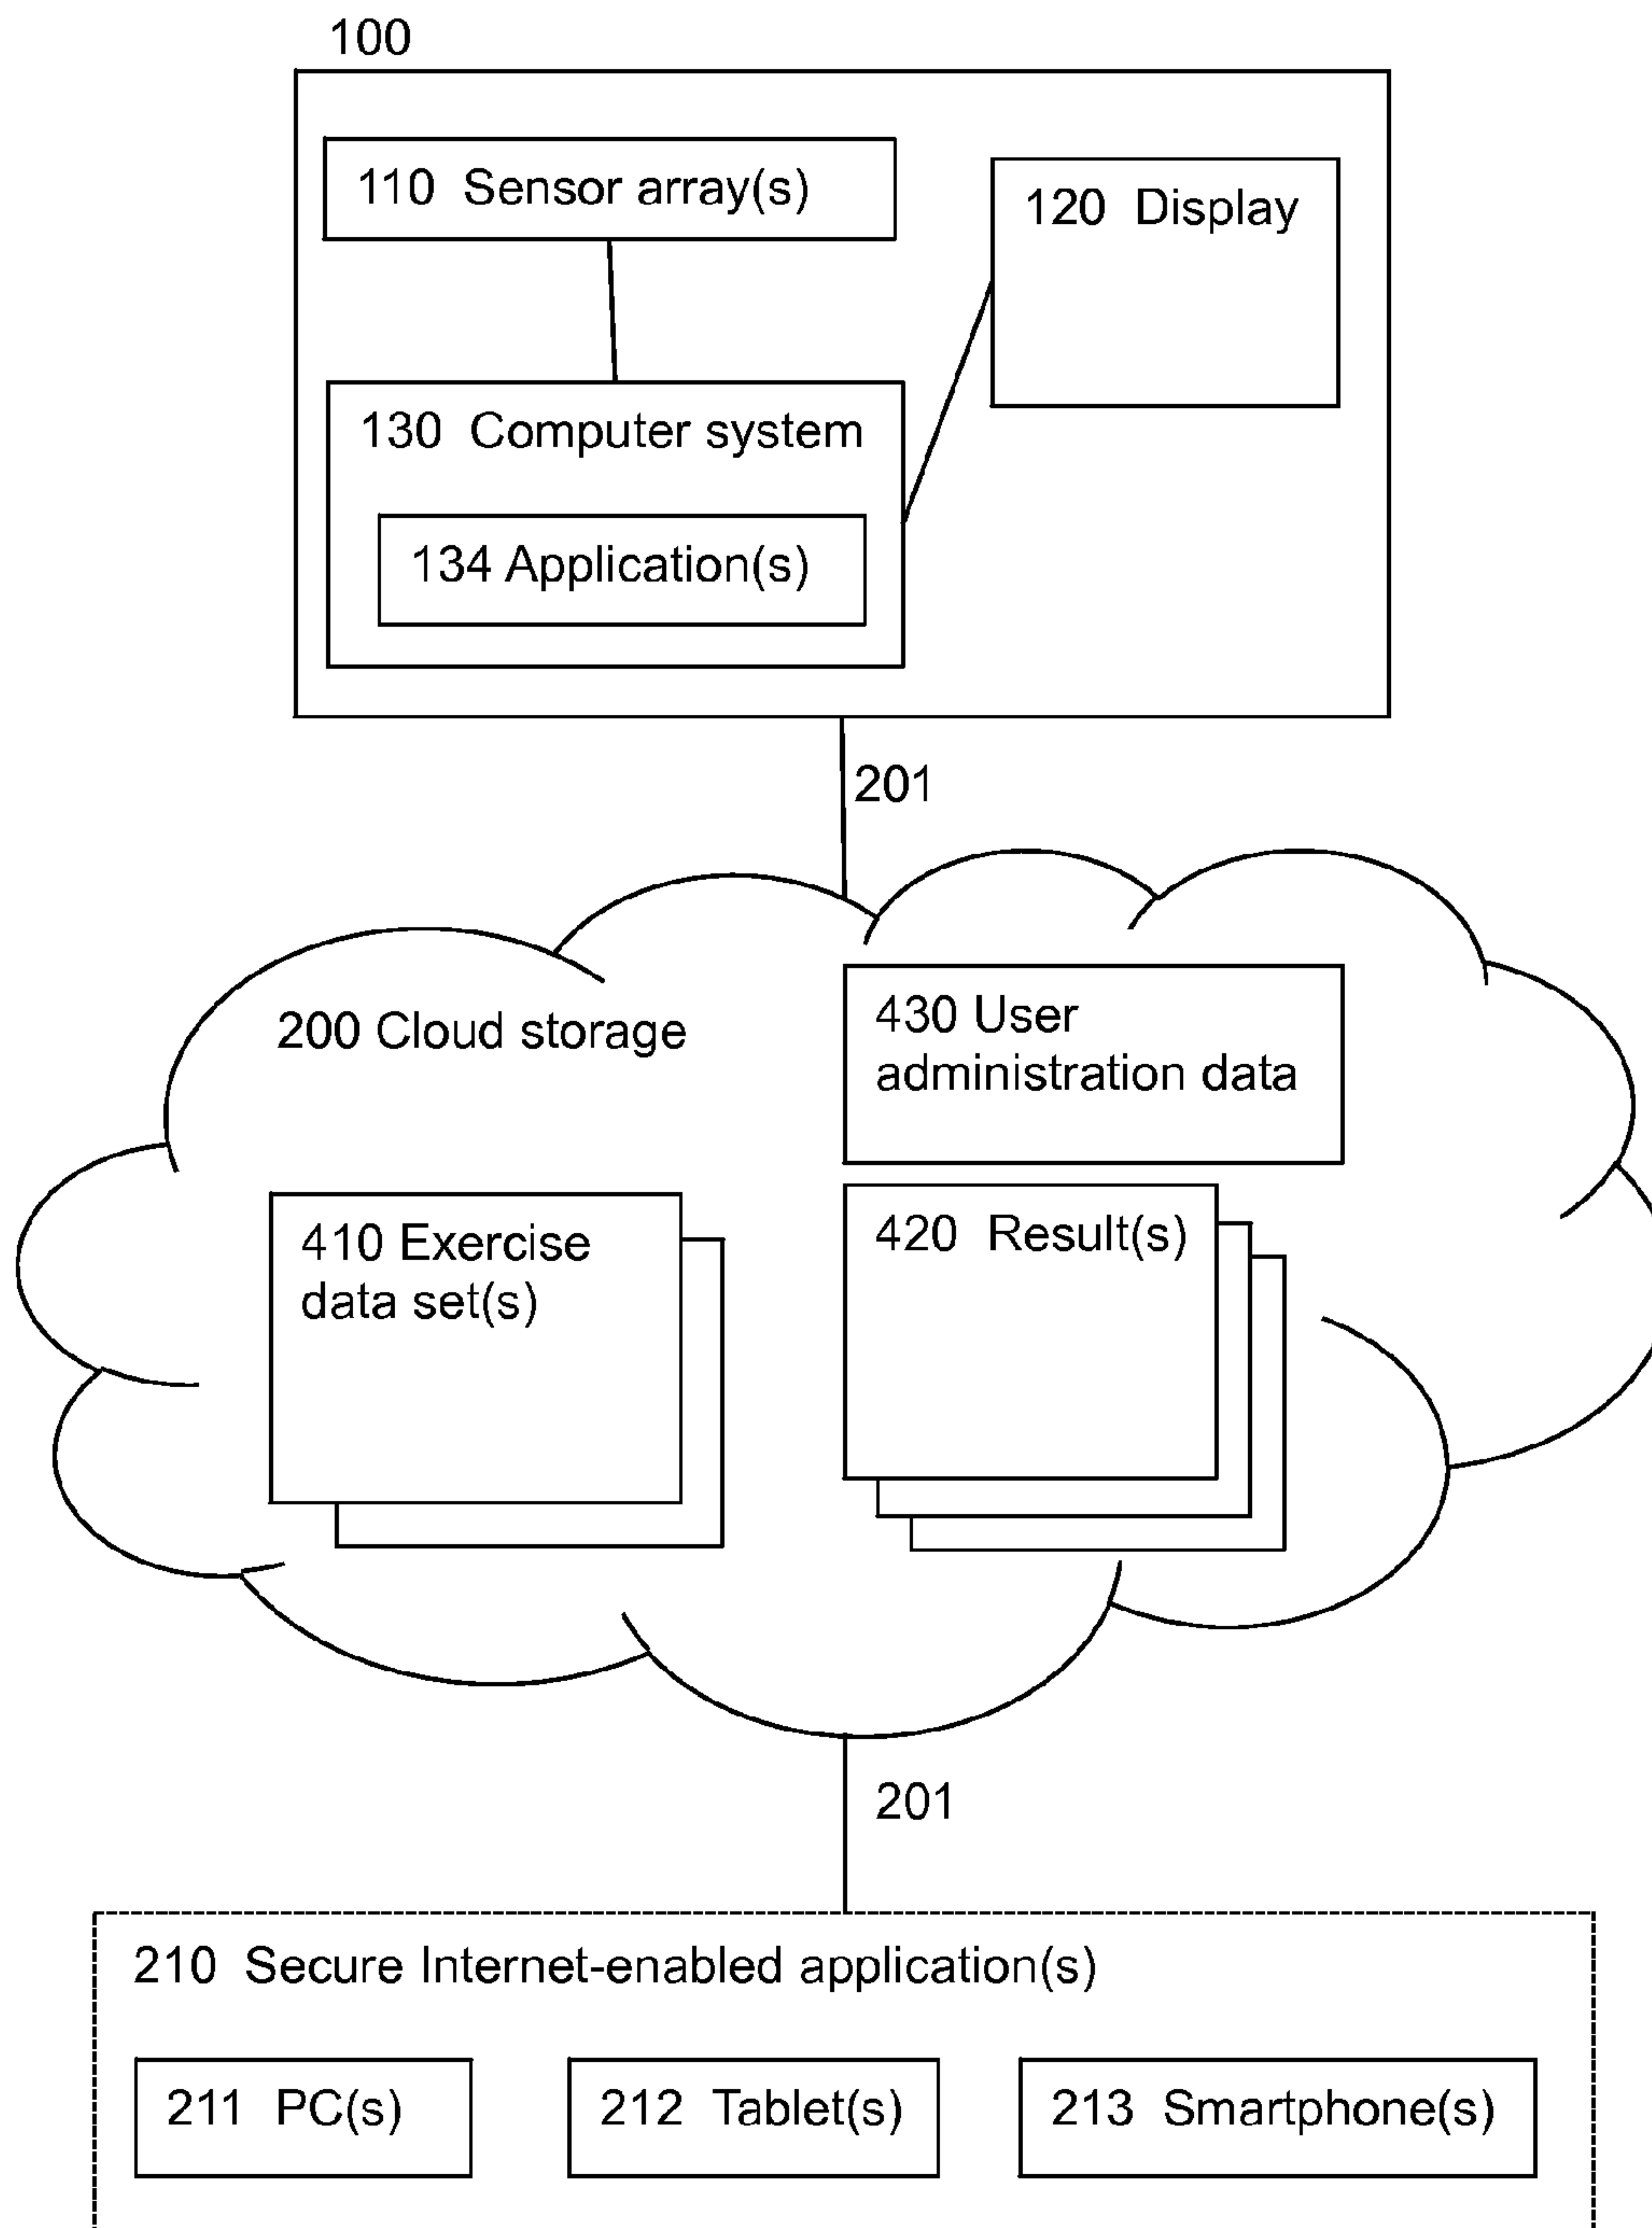 100
110 Sensor array(s)
120 Display
130 Computer system
134 Application(s)
201
200 Cloud storage
430 User
administration data
410 Exercise
data set(s)
420 Result(s)
201
210 Secure Internet-enabled application(s)
211 PC(s)
212 Tablet(s)
213 Smartphone(s)